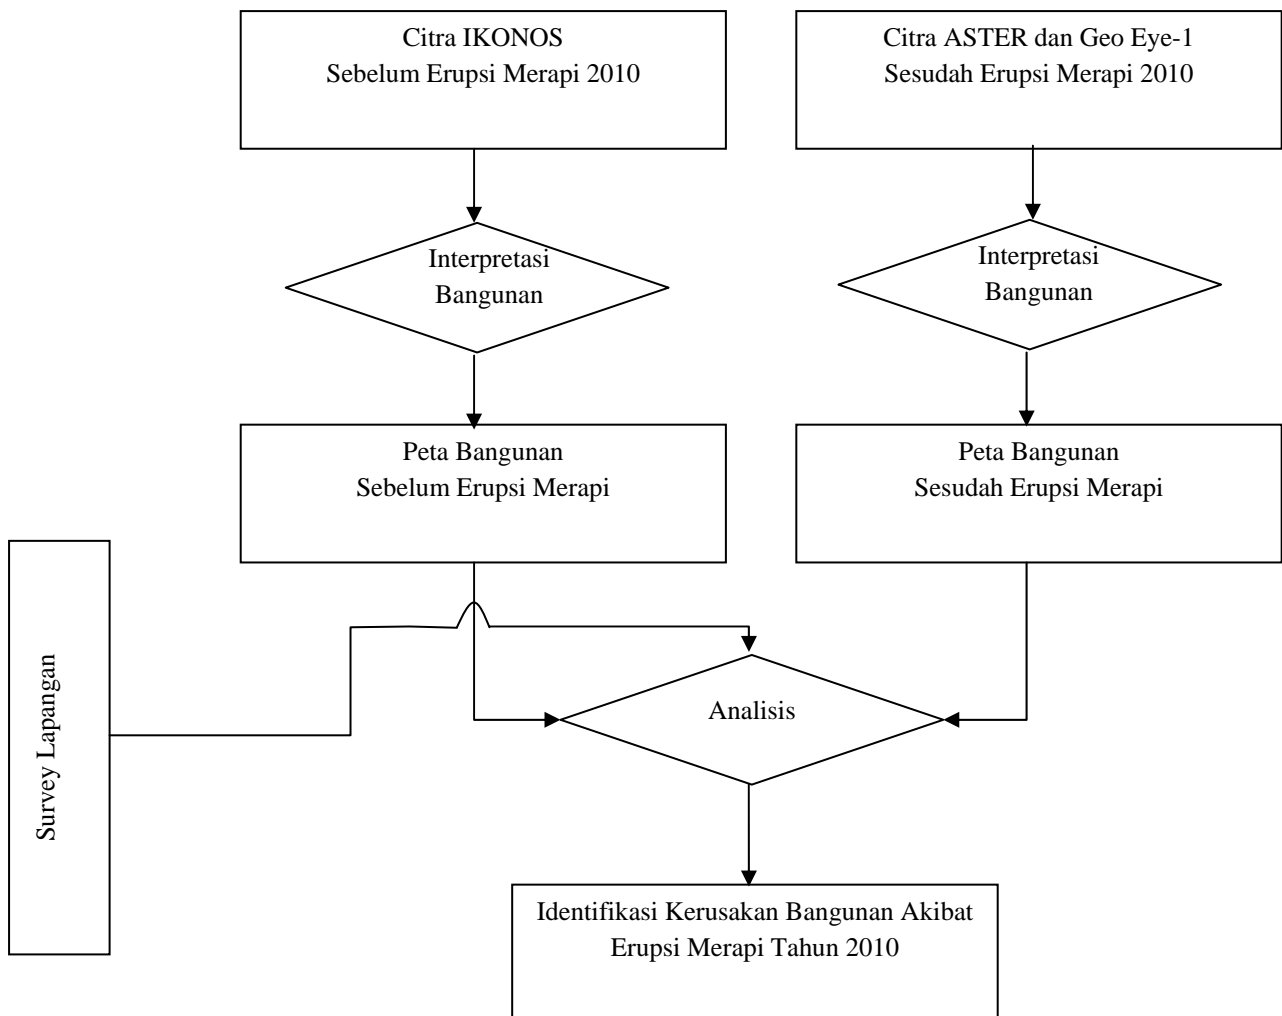 Citra IKONOS
Sebelum Erupsi Merapi 2010
Citra ASTER dan Geo Eye-1
Sesudah Erupsi Merapi 2010
Interpretasi
Bangunan
Interpretasi
Bangunan
Peta Bangunan
Sebelum Erupsi Merapi
Peta Bangunan
Sesudah Erupsi Merapi
Survey Lapangan
Analisis
Identifikasi Kerusakan Bangunan Akibat
Erupsi Merapi Tahun 2010